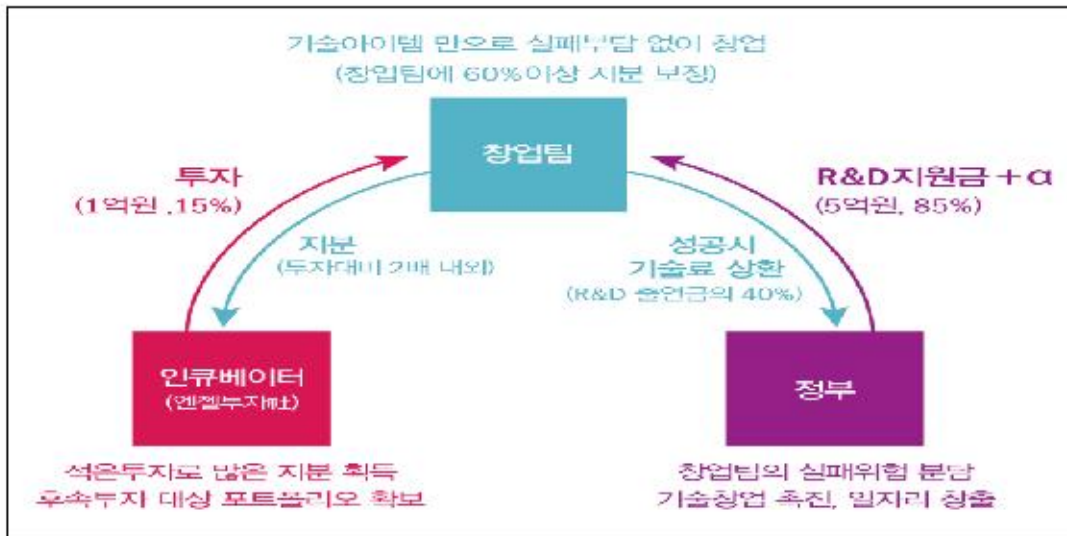 기술아이템 만으로 실패부담 없이 창업
(창업팀에 60%이상 지분 보장)
창업팀
투자
(1억원 ,15%)
R&D지원금 + α
(5억원, 85%)
지분
(투자대비 2배 내외)
성공시
기술료 상환
(R&D 출연금의 40%)
인큐베이터
(엔젤투자社)
정부
적은투자로 많은 지분 획득
후속투자 대상 포트폴리오 확보
창업팀의 실패위험 분담
기술창업 촉진, 일자리 창출